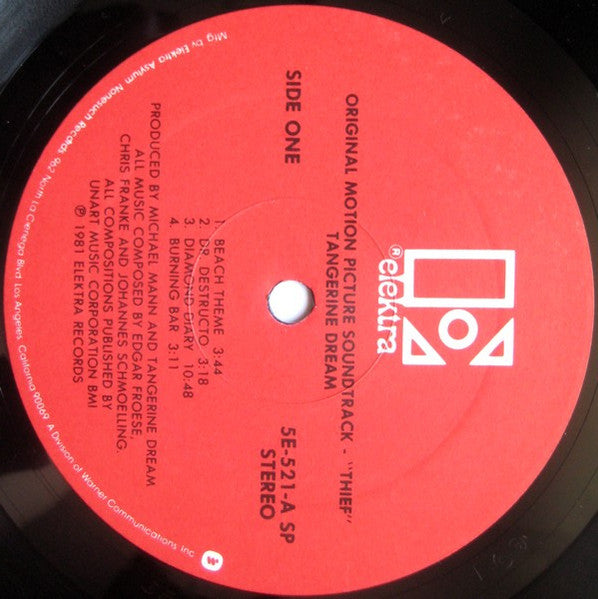 elektra®
ORIGINAL MOTION PICTURE SOUNDTRACK - "THIEF"
TANGERINE DREAM
SIDE ONE
5E-521-A SP
STEREO
1. BEACH THEME 3:44
2. DR. DESTRUCTO 3:18
3. DIAMOND DIARY 10:48
4. BURNING BAR 3:11
PRODUCED BY MICHAEL MANN AND TANGERINE DREAM
ALL MUSIC COMPOSED BY EDGAR FROESE,
CHRIS FRANKE AND JOHANNES SCHMOELLING.
ALL COMPOSITIONS PUBLISHED BY
UNART MUSIC CORPORATION BMI
℗ 1981 ELEKTRA RECORDS
Mfg by Elektra Asylum Nonesuch Records 962 North La Cienega Blvd. Los Angeles, California 90069. A Division of Warner Communications Inc.